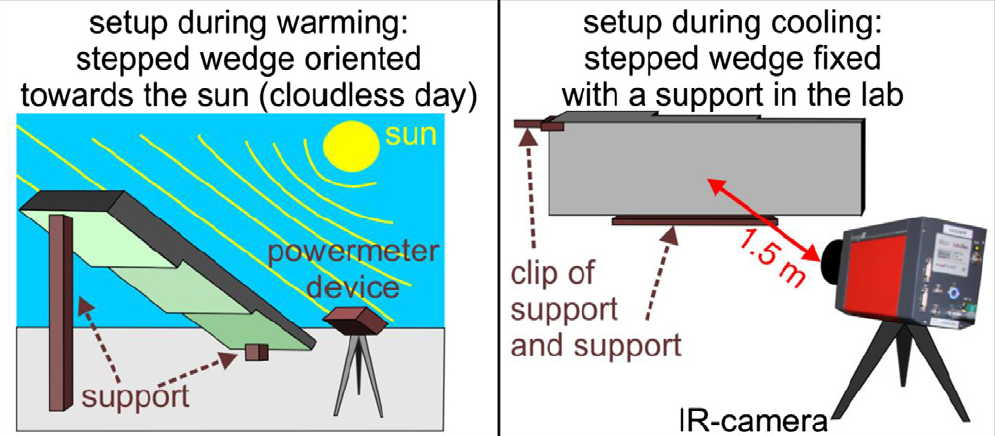 setup during warming:
stepped wedge oriented
towards the sun (cloudless day)
sun
powermeter
device
support
setup during cooling:
stepped wedge fixed
with a support in the lab
1.5 m
clip of
support
and support
IR-camera